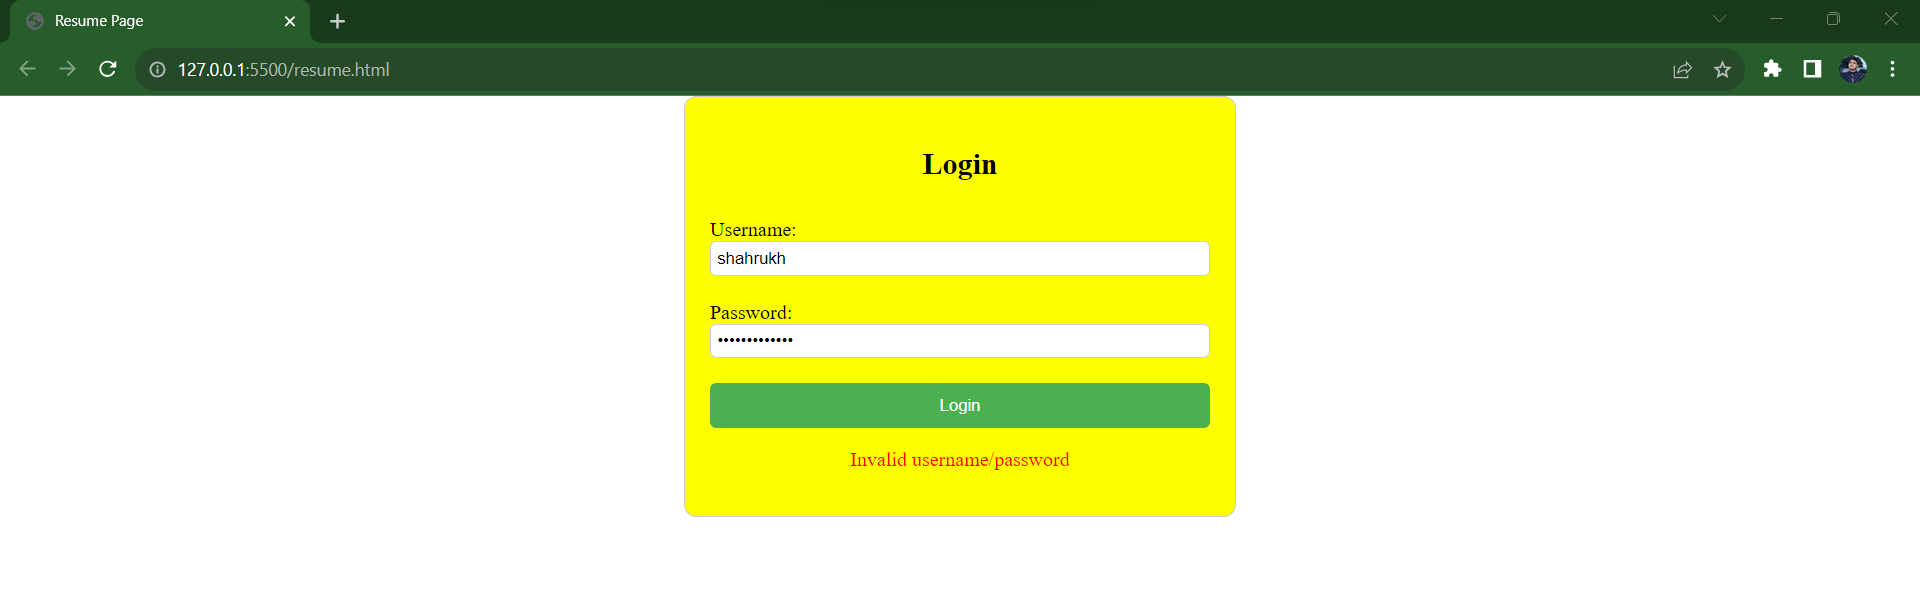 Resume Page
127.0.0.1:5500/resume.html
Login
Username:
shahrukh
Password:
•••••••••••••
Login
Invalid username/password